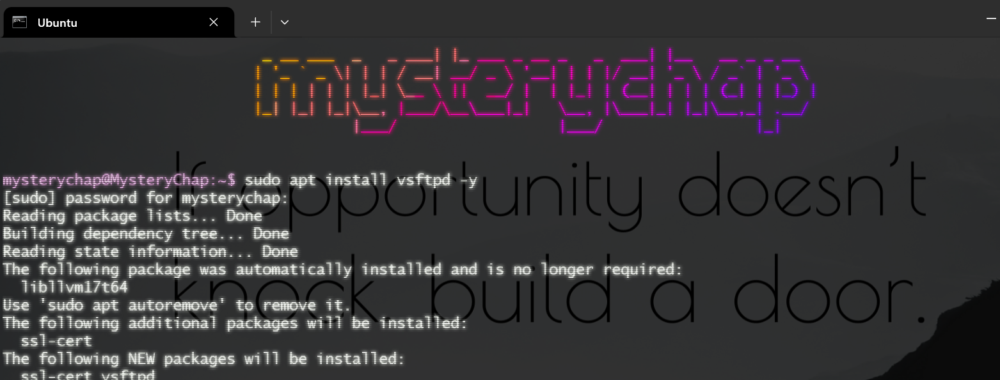 Ubuntu
mysterychap
If opportunity doesn't
knock, build a door.
mysterychap@MysteryChap:~$ sudo apt install vsftpd -y
[sudo] password for mysterychap:
Reading package lists... Done
Building dependency tree... Done
Reading state information... Done
The following package was automatically installed and is no longer required:
  libllvm17t64
Use 'sudo apt autoremove' to remove it.
The following additional packages will be installed:
  ssl-cert
The following NEW packages will be installed:
  ssl-cert vsftpd